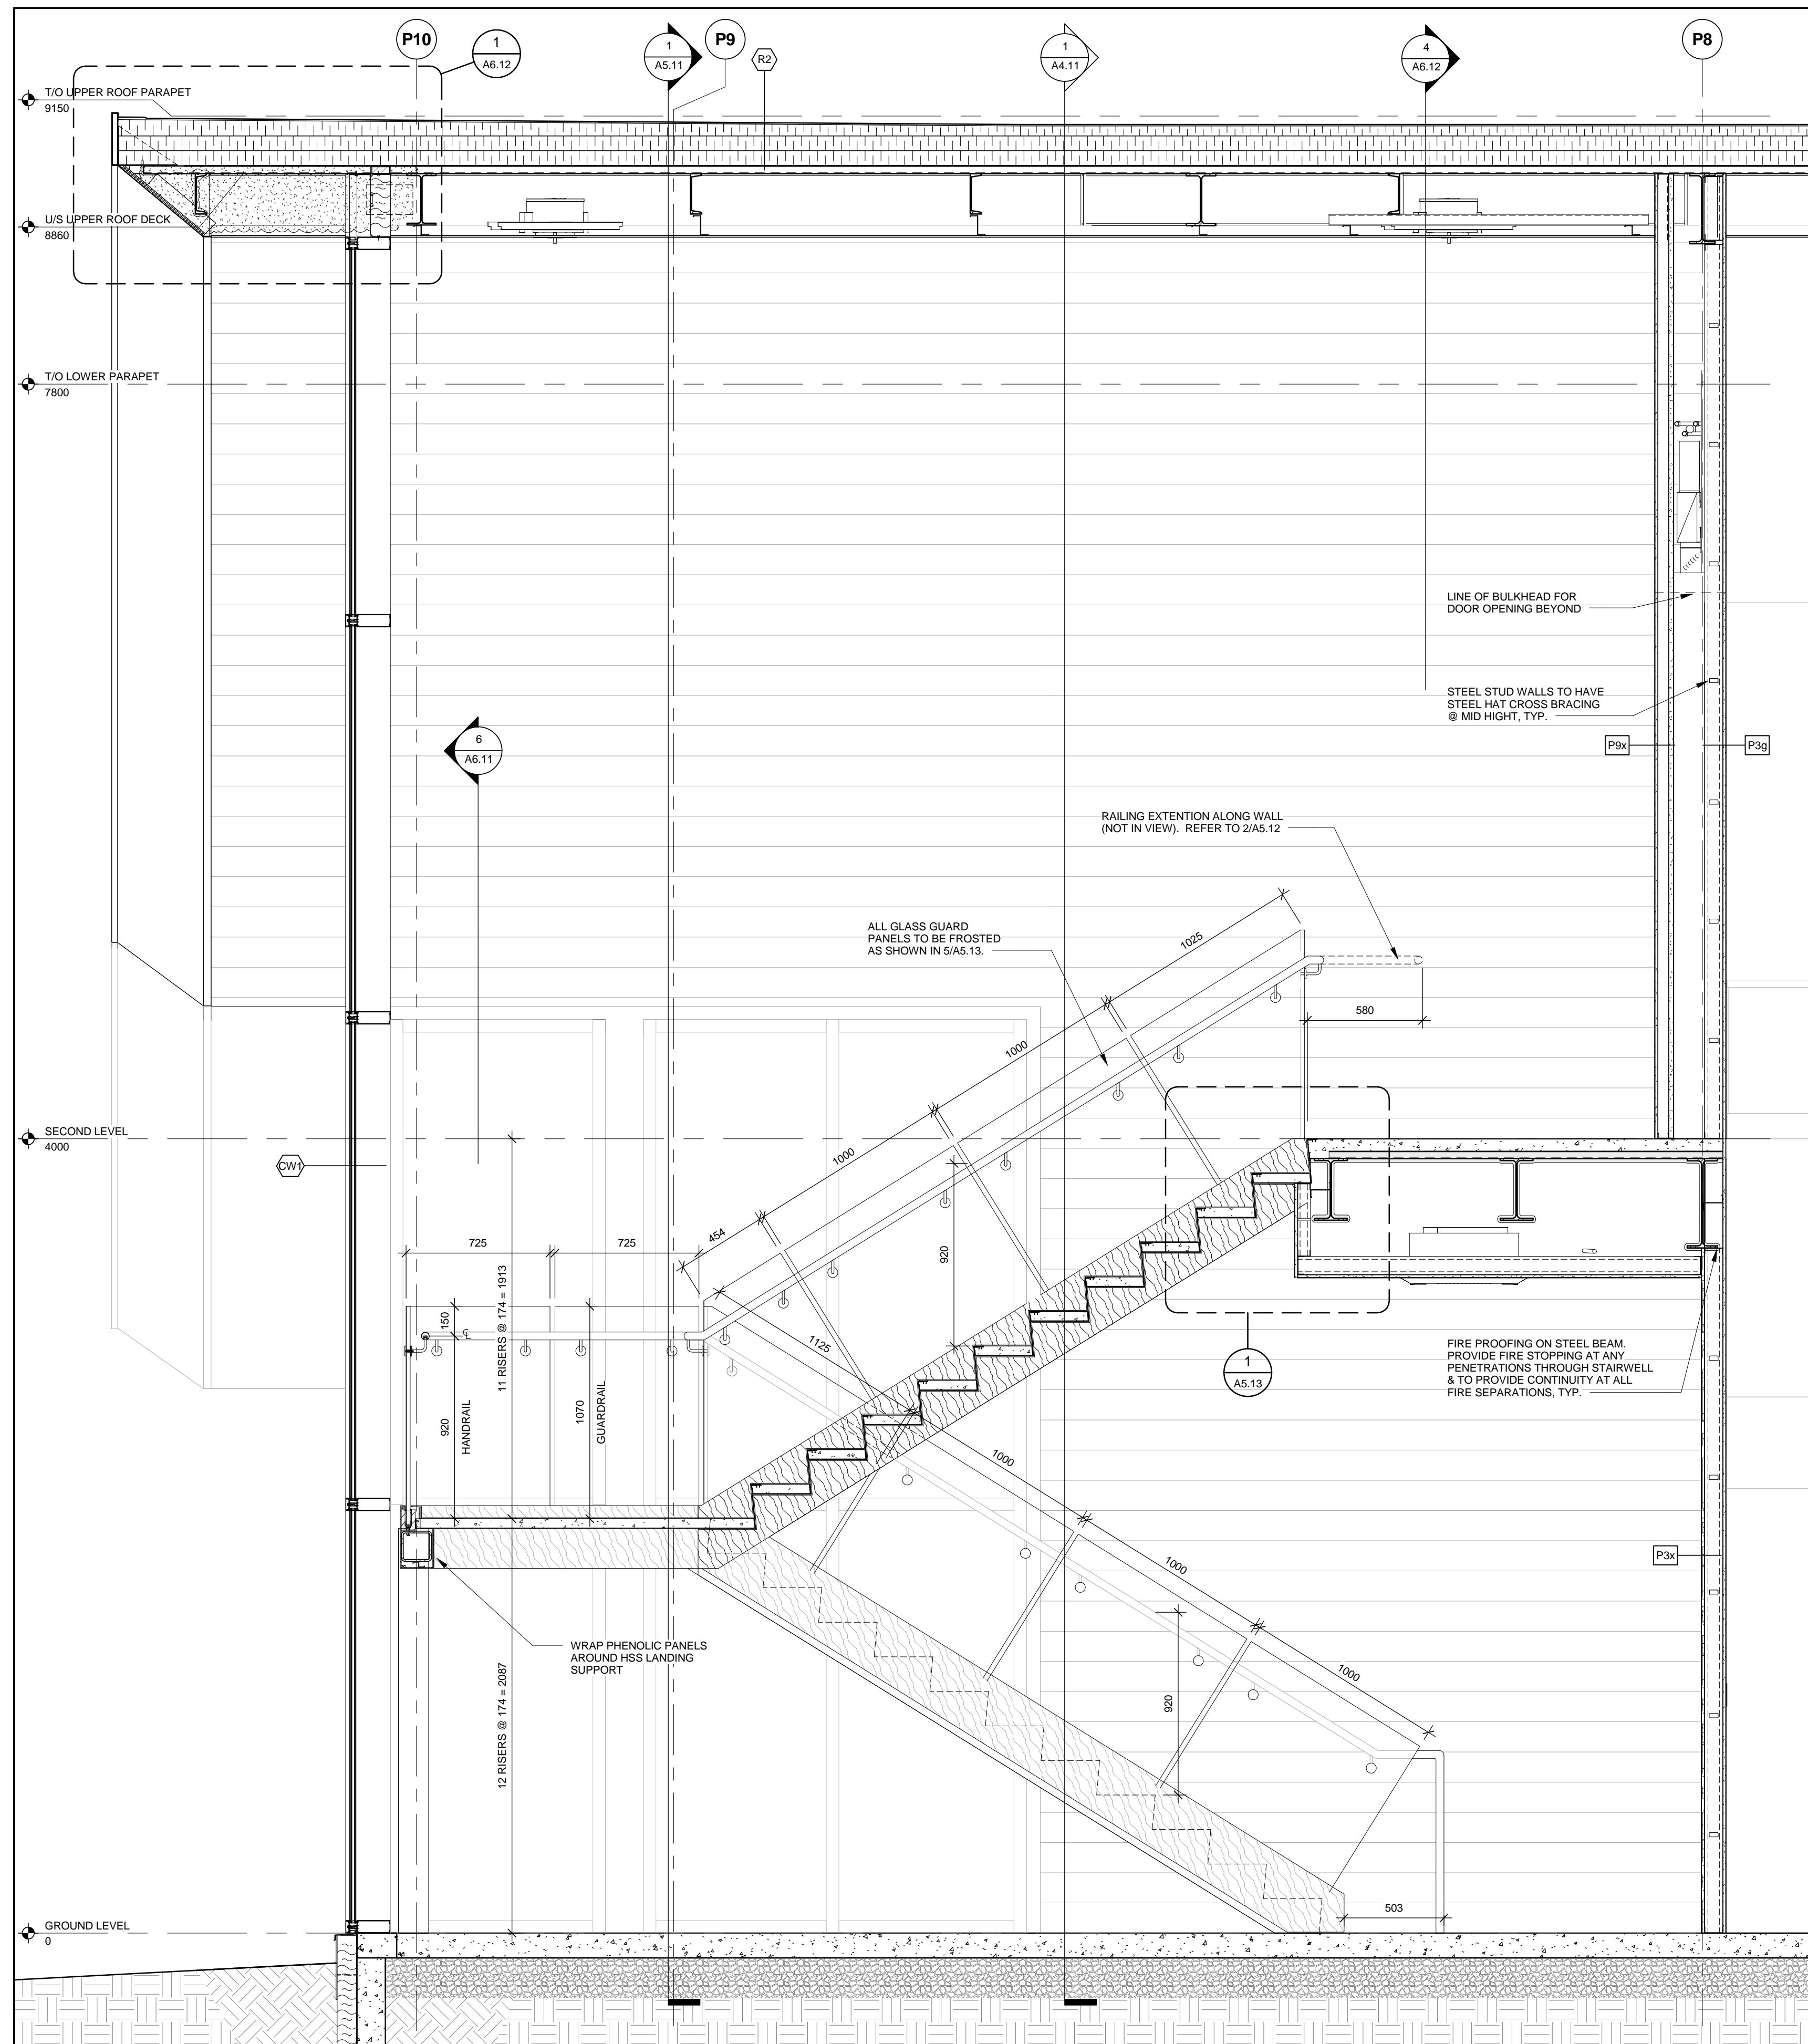 P10
1
A6.12
1
A5.11
P9
R2
1
A4.11
4
A6.12
P8
T/O UPPER ROOF PARAPET
9150
U/S UPPER ROOF DECK
8860
T/O LOWER PARAPET
7800
LINE OF BULKHEAD FOR
DOOR OPENING BEYOND
STEEL STUD WALLS TO HAVE
STEEL HAT CROSS BRACING
@ MID HIGHT, TYP.
6
A6.11
P9x
P3g
RAILING EXTENTION ALONG WALL
(NOT IN VIEW). REFER TO 2/A5.12
ALL GLASS GUARD
PANELS TO BE FROSTED
AS SHOWN IN 5/A5.13.
1025
580
1000
SECOND LEVEL
4000
1000
CW1
454
725
725
920
11 RISERS @ 174 = 1913
150
℄
1125
920
HANDRAIL
1070
GUARDRAIL
1
A5.13
FIRE PROOFING ON STEEL BEAM.
PROVIDE FIRE STOPPING AT ANY
PENETRATIONS THROUGH STAIRWELL
& TO PROVIDE CONTINUITY AT ALL
FIRE SEPARATIONS, TYP.
1000
1000
P3x
WRAP PHENOLIC PANELS
AROUND HSS LANDING
SUPPORT
12 RISERS @ 174 = 2087
1000
920
503
GROUND LEVEL
0